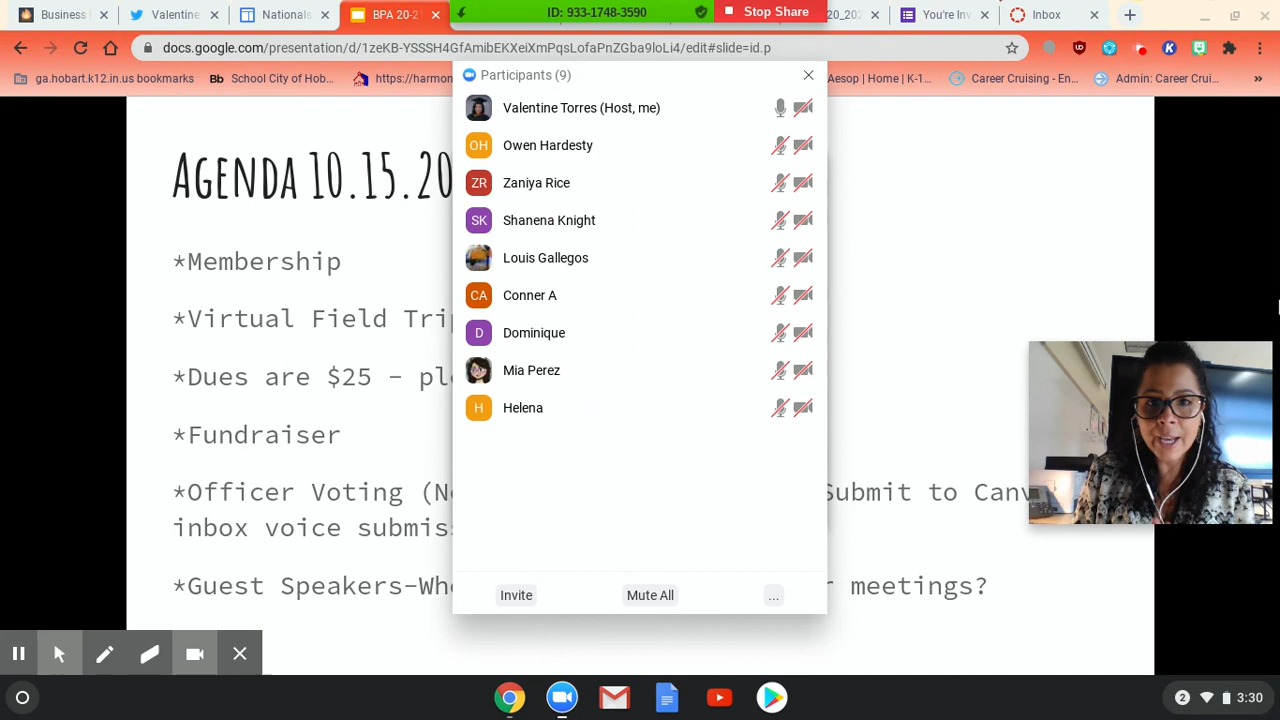 Business
Valentine
Nationals
BPA 20-21
ID: 933-1748-3590
Stop Share
20_202
You're Inv
Inbox
docs.google.com/presentation/d/1zeKB-YSSSH4GfAmibEKXeiXmPqsLofaPnZGba9loLi4/edit#slide=id.p
ga.hobart.k12.in.us bookmarks
Bb School City of Hob...
https://harmon
Aesop | Home | K-1...
Career Cruising - En...
Admin: Career Crui...
Participants (9)
Valentine Torres (Host, me)
OH Owen Hardesty
ZR Zaniya Rice
SK Shanena Knight
Louis Gallegos
CA Conner A
D Dominique
Mia Perez
H Helena
Invite Mute All ...
Agenda 10.15.20
*Membership
*Virtual Field Trip
*Dues are $25 - pl
*Fundraiser
*Officer Voting (N Submit to Canv
inbox voice submis
*Guest Speakers-Wh r meetings?
2 3:30